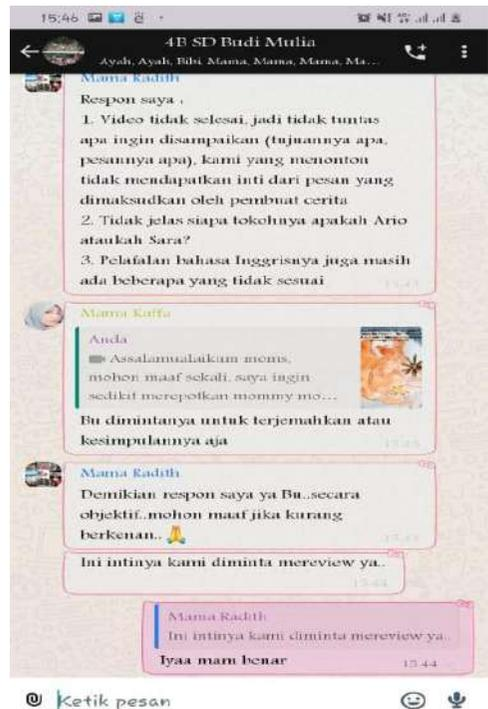 15:46
4B SD Budi Mulia
Ayah, Ayah, Bibi, Mama, Mama, Mama, Ma...
Mama Radith
Respon saya :
1. Video tidak selesai, jadi tidak tuntas
apa ingin disampaikan (tujuannya apa,
pesannya apa), kami yang menonton
tidak mendapatkan inti dari pesan yang
dimaksudkan oleh pembuat cerita
2. Tidak jelas siapa tokohnya apakah Ario
ataukah Sara?
3. Pelafalan bahasa Inggrisnya juga masih
ada beberapa yang tidak sesuai
15.43
Mama Kaffa
Anda
Assalamualaikum moms,
mohon maaf sekali, saya ingin
sedikit merepotkan mommy mo...
Bu dimintanya untuk terjemahkan atau
kesimpulannya aja
Mama Radith
Demikian respon saya ya Bu..secara
objektif..mohon maaf jika kurang
berkenan..
Ini intinya kami diminta mereview ya..
15.44
Mama Radith
Ini intinya kami diminta mereview ya..
Iyaa mam benar
15.44
Ketik pesan